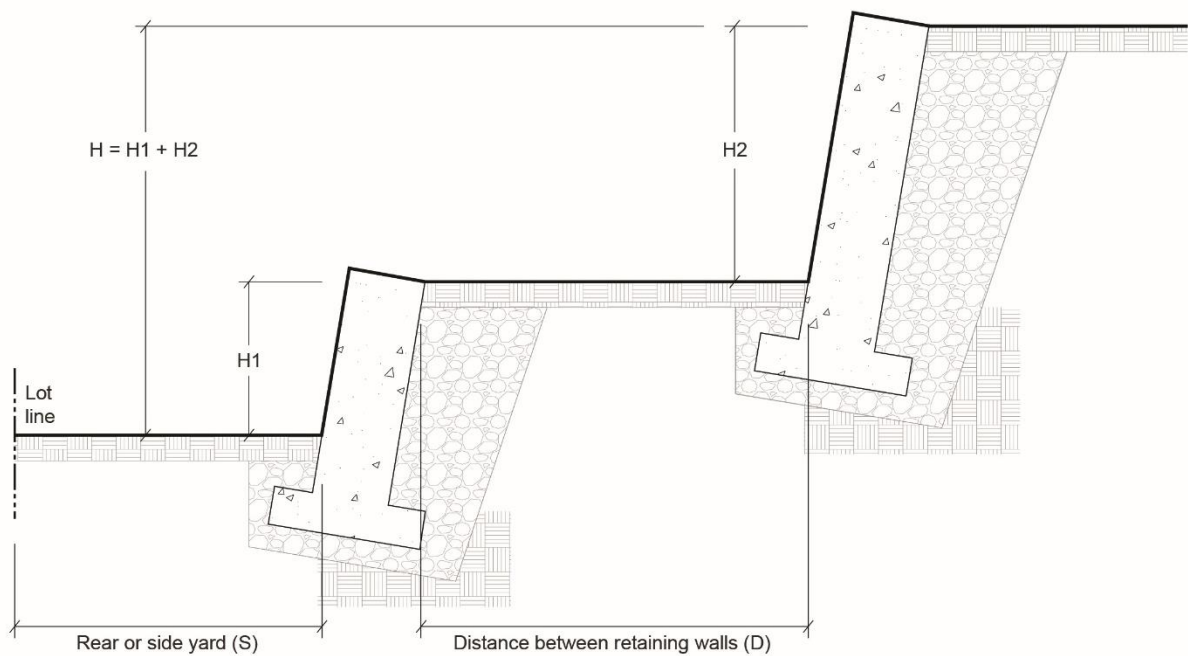 H = H1 + H2
H2
H1
Lot
line
Rear or side yard (S)
Distance between retaining walls (D)